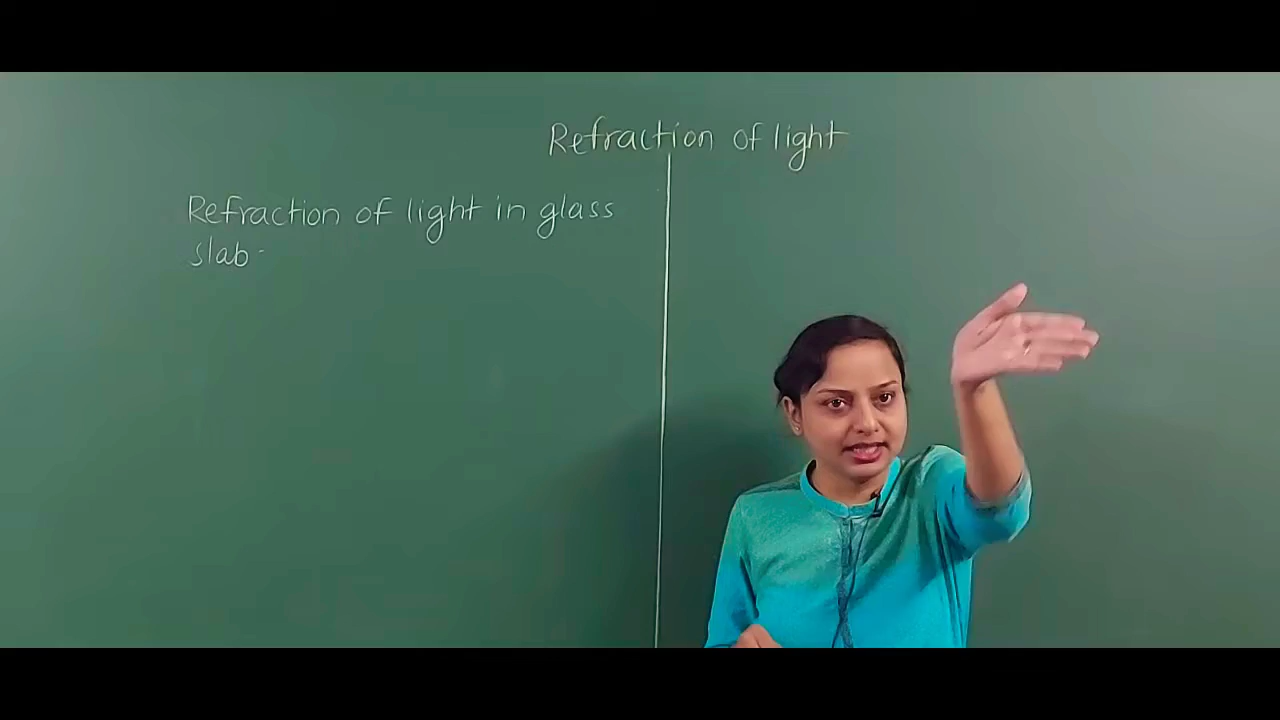 Refraction of light
Refraction of light in glass
slab -